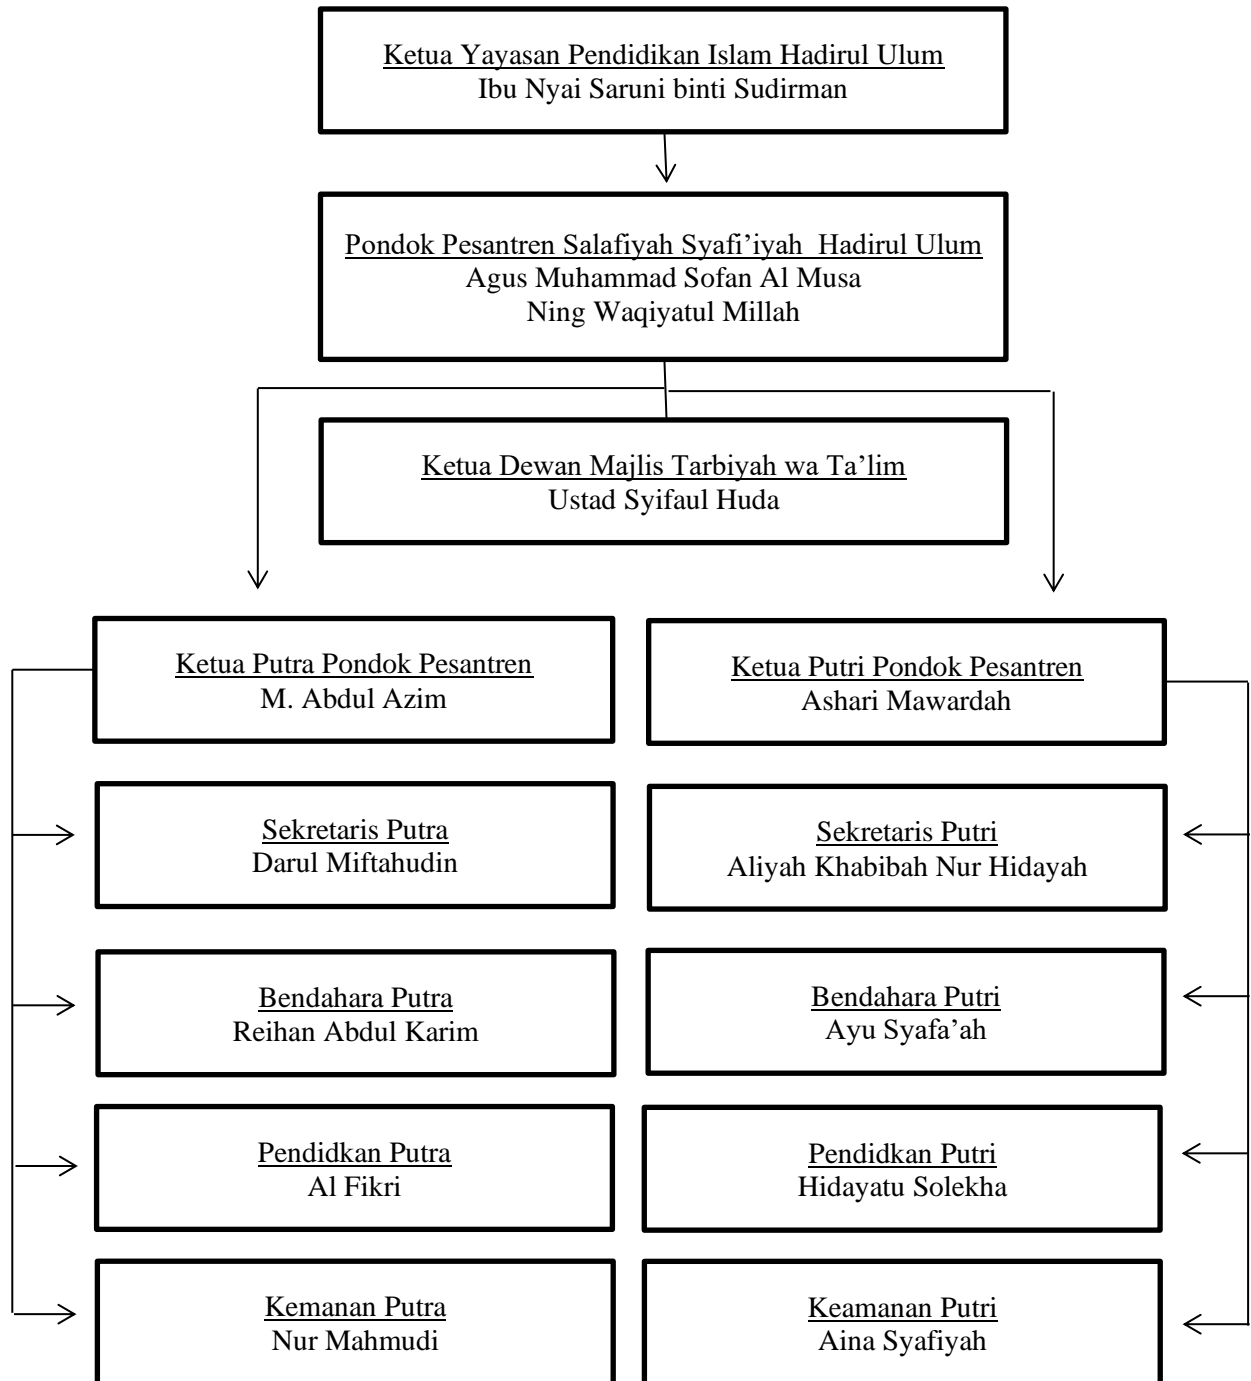 Ketua Yayasan Pendidikan Islam Hadirul Ulum
Ibu Nyai Saruni binti Sudirman
Pondok Pesantren Salafiyah Syafi’iyah  Hadirul Ulum
Agus Muhammad Sofan Al Musa
Ning Waqiyatul Millah
Ketua Dewan Majlis Tarbiyah wa Ta’lim
Ustad Syifaul Huda
Ketua Putra Pondok Pesantren
M. Abdul Azim
Ketua Putri Pondok Pesantren
Ashari Mawardah
Sekretaris Putra
Darul Miftahudin
Sekretaris Putri
Aliyah Khabibah Nur Hidayah
Bendahara Putra
Reihan Abdul Karim
Bendahara Putri
Ayu Syafa’ah
Pendidkan Putra
Al Fikri
Pendidkan Putri
Hidayatu Solekha
Kemanan Putra
Nur Mahmudi
Keamanan Putri
Aina Syafiyah